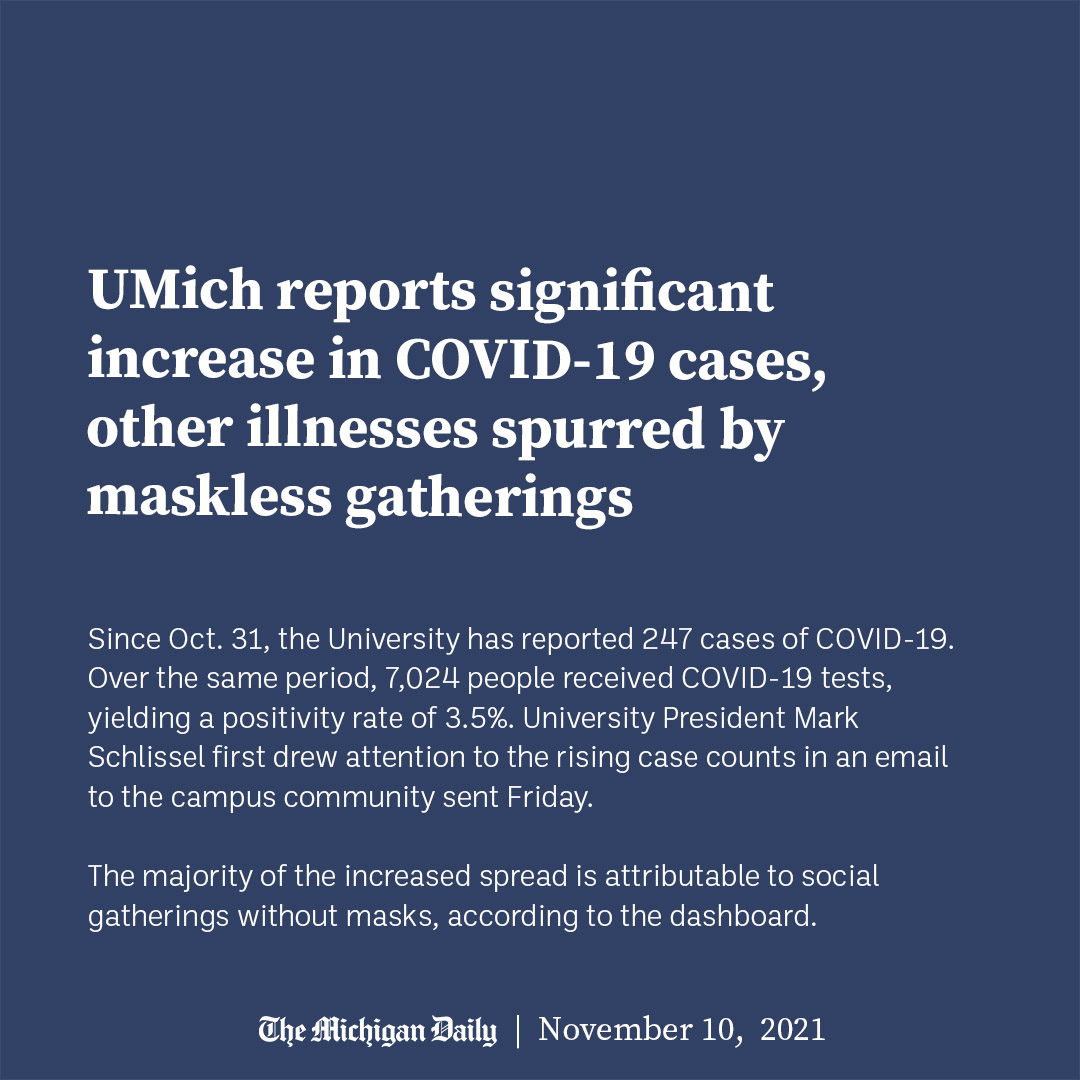 UMich reports significant
increase in COVID-19 cases,
other illnesses spurred by
maskless gatherings
Since Oct. 31, the University has reported 247 cases of COVID-19.
Over the same period, 7,024 people received COVID-19 tests,
yielding a positivity rate of 3.5%. University President Mark
Schlissel first drew attention to the rising case counts in an email
to the campus community sent Friday.
The majority of the increased spread is attributable to social
gatherings without masks, according to the dashboard.
The Michigan Daily | November 10, 2021